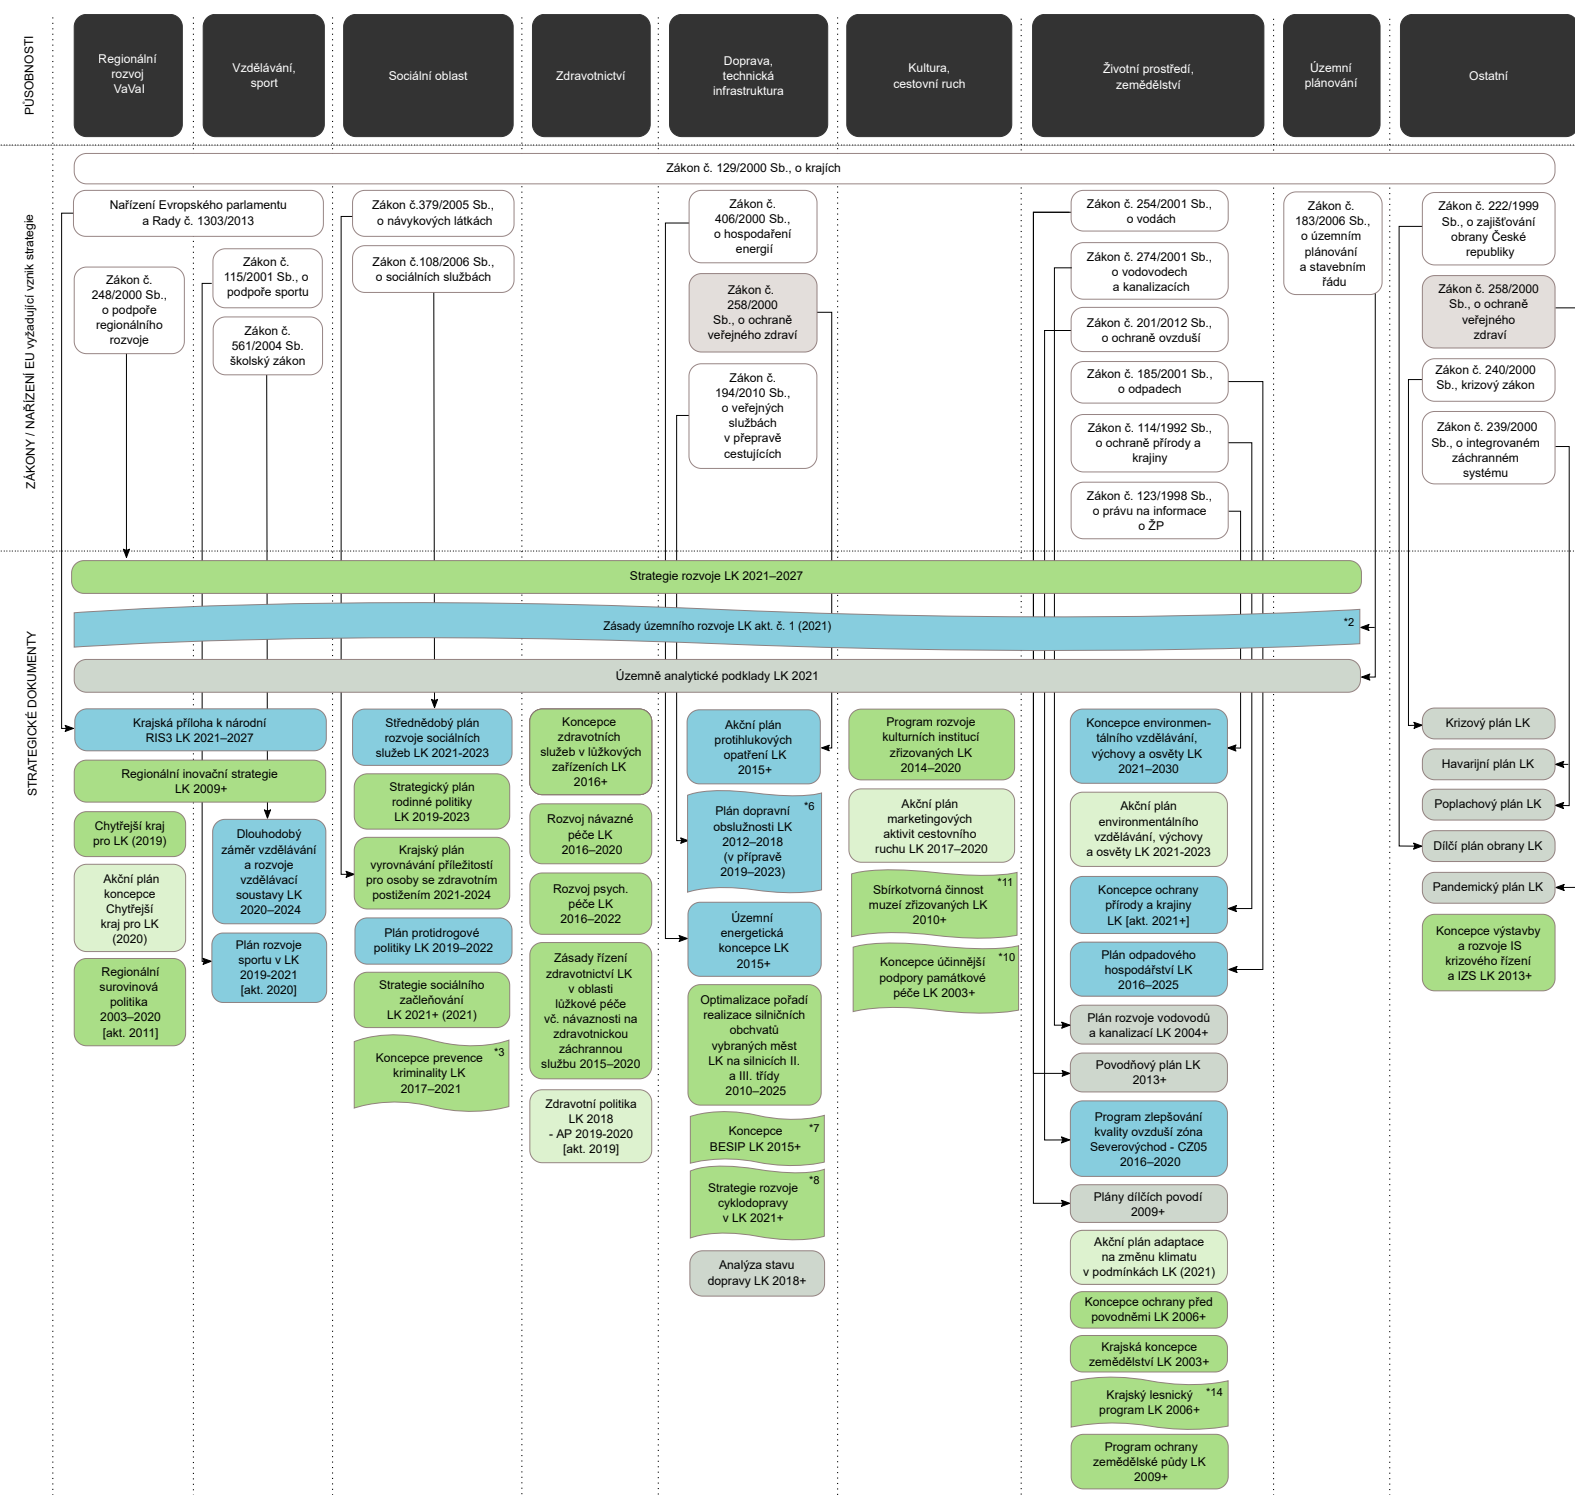 PŮSOBNOSTI
Regionální
rozvoj
VaVaI
Vzdělávání,
sport
Sociální oblast
Zdravotnictví
Doprava,
technická
infrastruktura
Kultura,
cestovní ruch
Životní prostředí,
zemědělství
Územní
plánování
Ostatní
ZÁKONY / NAŘÍZENÍ EU vyžadující vznik strategie
Zákon č. 129/2000 Sb., o krajích
Nařízení Evropského parlamentu
a Rady č. 1303/2013
Zákon č.
248/2000 Sb.,
o podpoře
regionálního
rozvoje
Zákon č.
115/2001 Sb., o
podpoře sportu
Zákon č.
561/2004 Sb.
školský zákon
Zákon č.379/2005 Sb.,
o návykových látkách
Zákon č.108/2006 Sb.,
o sociálních službách
Zákon č.
406/2000 Sb.,
o hospodaření
energií
Zákon č.
258/2000
Sb., o ochraně
veřejného zdraví
Zákon č.
194/2010 Sb.,
o veřejných
službách
v přepravě
cestujících
Zákon č. 254/2001 Sb.,
o vodách
Zákon č. 274/2001 Sb.,
o vodovodech
a kanalizacích
Zákon č. 201/2012 Sb.,
o ochraně ovzduší
Zákon č. 185/2001 Sb.,
o odpadech
Zákon č. 114/1992 Sb.,
o ochraně přírody a
krajiny
Zákon č. 123/1998 Sb.,
o právu na informace
o ŽP
Zákon č.
183/2006 Sb.,
o územním
plánování
a stavebním
řádu
Zákon č. 222/1999
Sb., o zajišťování
obrany České
republiky
Zákon č. 258/2000
Sb., o ochraně
veřejného
zdraví
Zákon č. 240/2000
Sb., krizový zákon
Zákon č. 239/2000
Sb., o integrovaném
záchranném
systému
STRATEGICKÉ DOKUMENTY
Strategie rozvoje LK 2021–2027
Zásady územního rozvoje LK akt. č. 1 (2021)
*2
Územně analytické podklady LK 2021
Krajská příloha k národní
RIS3 LK 2021–2027
Regionální inovační strategie
LK 2009+
Chytřejší kraj
pro LK (2019)
Akční plán
koncepce
Chytřejší
kraj pro LK
(2020)
Regionální
surovinová
politika
2003–2020
[akt. 2011]
Dlouhodobý
záměr vzdělávání
a rozvoje
vzdělávací
soustavy LK
2020–2024
Plán rozvoje
sportu v LK
2019-2021
[akt. 2020]
Střednědobý plán
rozvoje sociálních
služeb LK 2021-2023
Strategický plán
rodinné politiky
LK 2019-2023
Krajský plán
vyrovnávání příležitostí
pro osoby se zdravotním
postižením 2021-2024
Plán protidrogové
politiky LK 2019–2022
Strategie sociálního
začleňování
LK 2021+ (2021)
Koncepce prevence *3
kriminality LK
2017–2021
Koncepce
zdravotních
služeb v lůžkových
zařízeních LK
2016+
Rozvoj návazné
péče LK
2016–2020
Rozvoj psych.
péče LK
2016–2022
Zásady řízení
zdravotnictví LK
v oblasti
lůžkové péče
vč. návaznosti na
zdravotnickou
záchrannou
službu 2015–2020
Zdravotní politika
LK 2018
- AP 2019-2020
[akt. 2019]
Akční plán
protihlukových
opatření LK
2015+
Plán dopravní *6
obslužnosti LK
2012–2018
(v přípravě
2019–2023)
Územní
energetická
koncepce LK
2015+
Optimalizace pořadí
realizace silničních
obchvatů
vybraných měst
LK na silnicích II.
a III. třídy
2010–2025
Koncepce *7
BESIP LK 2015+
Strategie rozvoje *8
cyklodopravy
v LK 2021+
Analýza stavu
dopravy LK 2018+
Program rozvoje
kulturních institucí
zřizovaných LK
2014–2020
Akční plán
marketingových
aktivit cestovního
ruchu LK 2017–2020
Sbírkotvorná činnost *11
muzeí zřizovaných LK
2010+
Koncepce účinnější *10
podpory památkové
péče LK 2003+
Koncepce environmen-
tálního vzdělávání,
výchovy a osvěty LK
2021–2030
Akční plán
environmentálního
vzdělávání, výchovy
a osvěty LK 2021-2023
Koncepce ochrany
přírody a krajiny
LK [akt. 2021+]
Plán odpadového
hospodářství LK
2016–2025
Plán rozvoje vodovodů
a kanalizací LK 2004+
Povodňový plán LK
2013+
Program zlepšování
kvality ovzduší zóna
Severovýchod - CZ05
2016–2020
Plány dílčích povodí
2009+
Akční plán adaptace
na změnu klimatu
v podmínkách LK (2021)
Koncepce ochrany před
povodněmi LK 2006+
Krajská koncepce
zemědělství LK 2003+
Krajský lesnický *14
program LK 2006+
Program ochrany
zemědělské půdy LK
2009+
Krizový plán LK
Havarijní plán LK
Poplachový plán LK
Dílčí plán obrany LK
Pandemický plán LK
Koncepce výstavby
a rozvoje IS
krizového řízení
a IZS LK 2013+